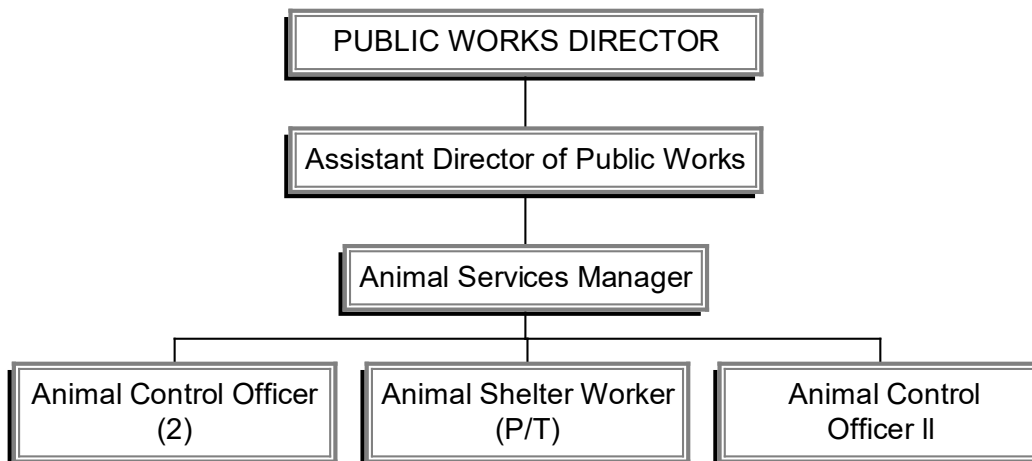 PUBLIC WORKS DIRECTOR
Assistant Director of Public Works
Animal Services Manager
Animal Control Officer
(2)
Animal Shelter Worker
(P/T)
Animal Control
Officer II